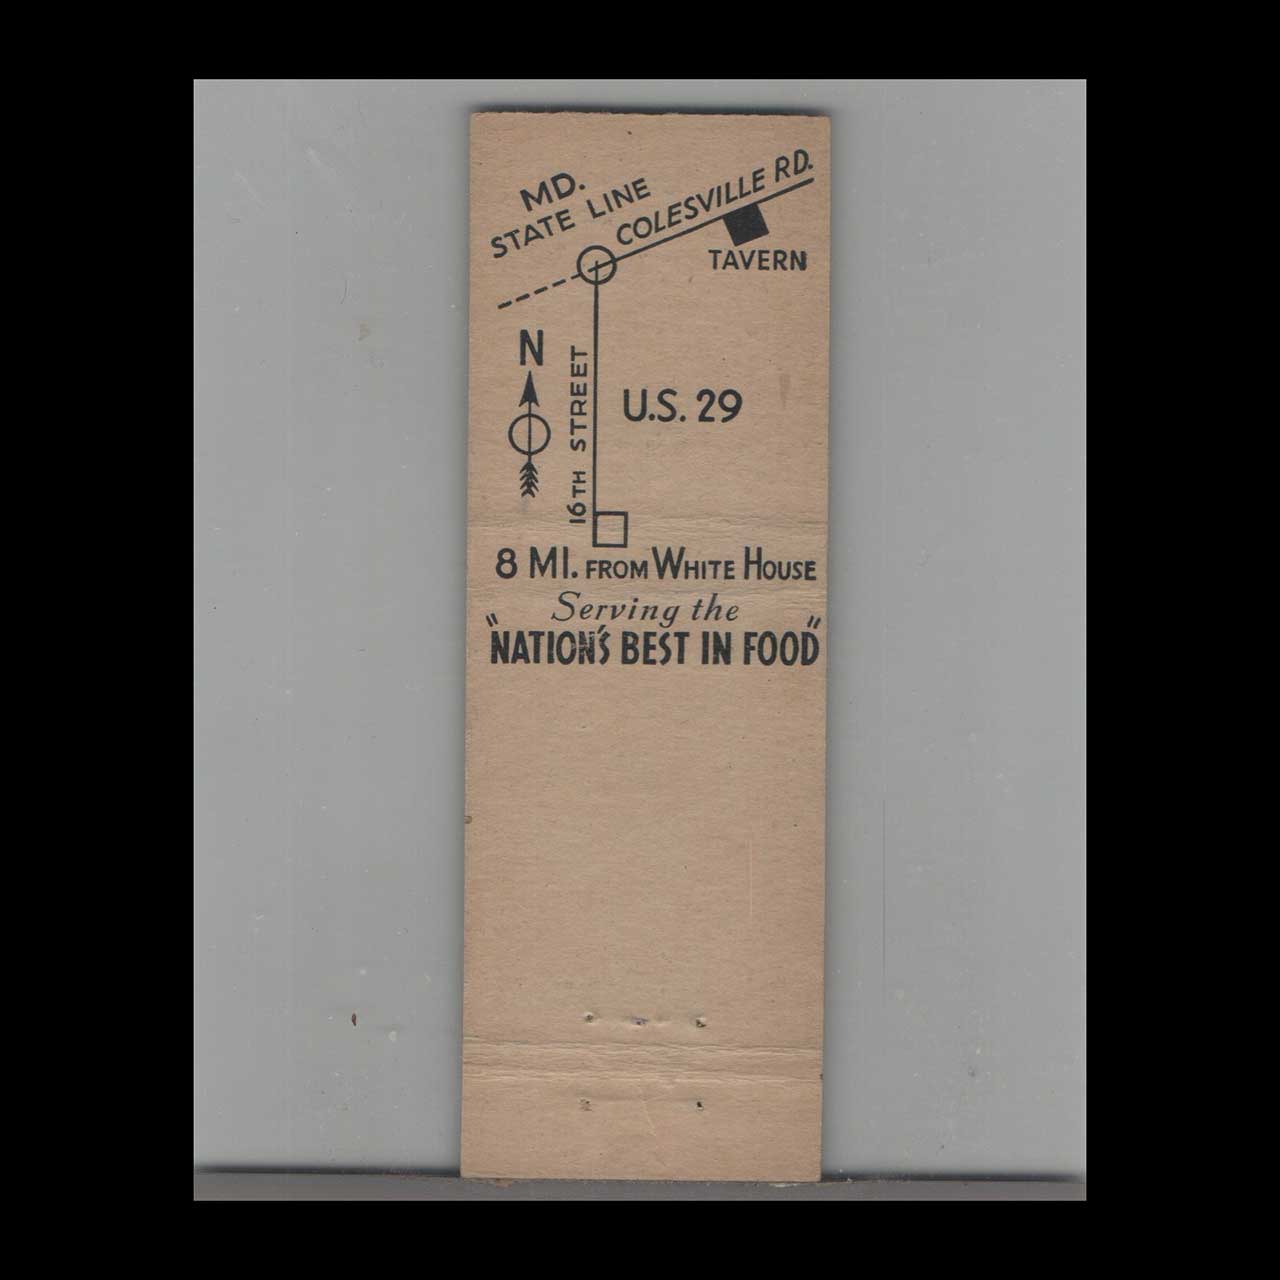 MD.
STATE LINE
COLESVILLE RD.
TAVERN
N
16TH STREET
U.S. 29
8 MI. FROM WHITE HOUSE
Serving the
"NATION'S BEST IN FOOD"